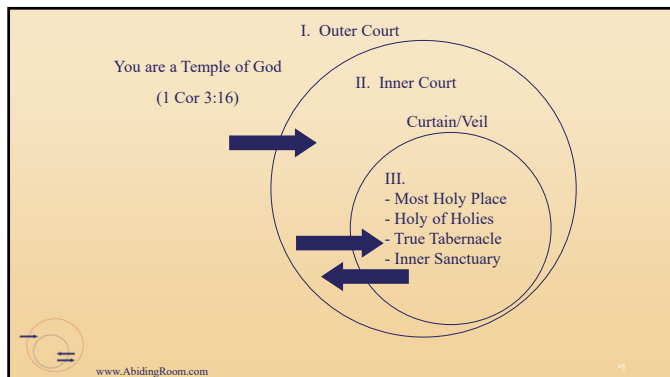 I. Outer Court
You are a Temple of God
(1 Cor 3:16)
II. Inner Court
Curtain/Veil
III.
- Most Holy Place
- Holy of Holies
- True Tabernacle
- Inner Sanctuary
www.AbidingRoom.com
15